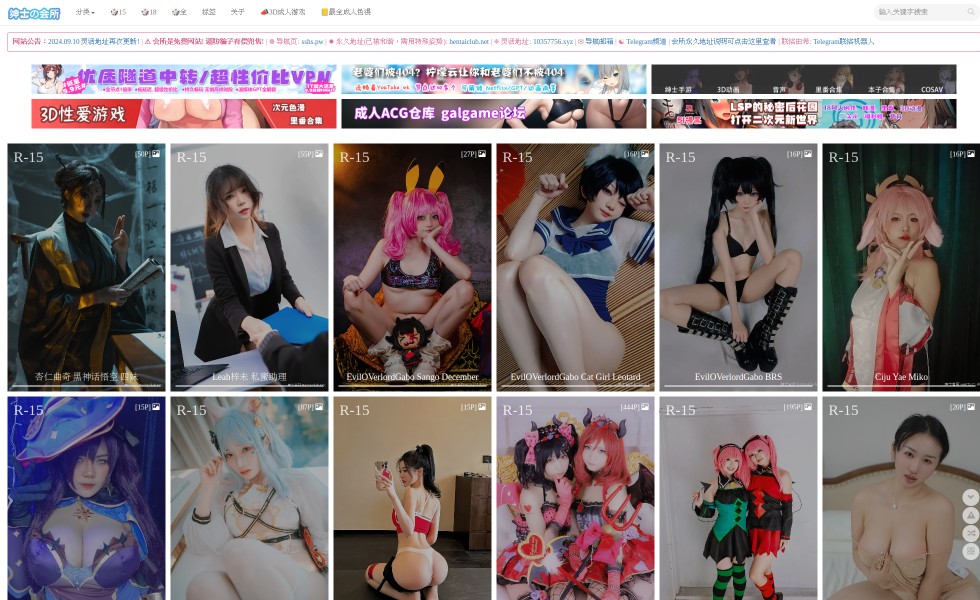 绅士の会所 分类 15 18 全 标签 关于 3D成人游戏 最全成人色漫 输入关键字搜索
网站公告：2024.09.10 灵活地址再次更新！ | 会所是免费网站! 谨防骗子有偿附售! | 导航页: sshs.pw | 永久地址(已被和谐，需用特殊姿势): hentaiclub.net | 灵活地址: 10357756.xyz | 导航邮箱 | Telegram频道 | 会所永久地址说明可点击这里查看 | Telegram联络机器人
优质隧道中转/超性价比VPN
老婆们被404? 柠檬云让你和老婆们不被404
绅士手游 3D动画 音声 里番合集 本子合集 COSAV
3D性爱游戏 次元色漫 里番合集
成人ACG仓库 galgame论坛
LSP的秘密后花园
打开二次元新世界
R-15 [50P]
杏仁曲奇 黑神话悟空 四妹
R-15 [55P]
Leah梓未 私蜜助理
R-15 [27P]
EvilOVerlordGabo Sango December
R-15 [16P]
EvilOVerlordGabo Cat Girl Leotard
R-15 [16P]
EvilOVerlordGabo BRS
R-15 [16P]
Ciju Yae Miko
R-15 [15P]
R-15 [87P]
R-15 [15P]
R-15 [444P]
R-15 [195P]
R-15 [20P]